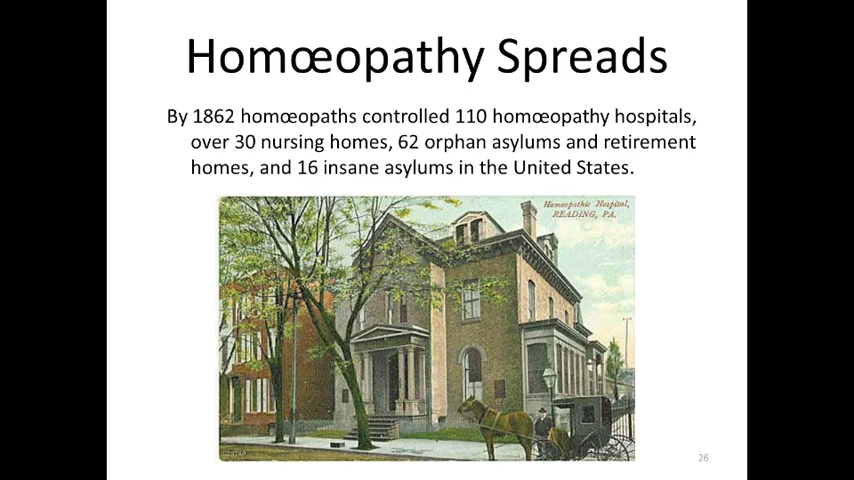 Homœopathy Spreads
By 1862 homœopaths controlled 110 homœopathy hospitals,
over 30 nursing homes, 62 orphan asylums and retirement
homes, and 16 insane asylums in the United States.
Homœopathic Hospital,
READING, PA.
26